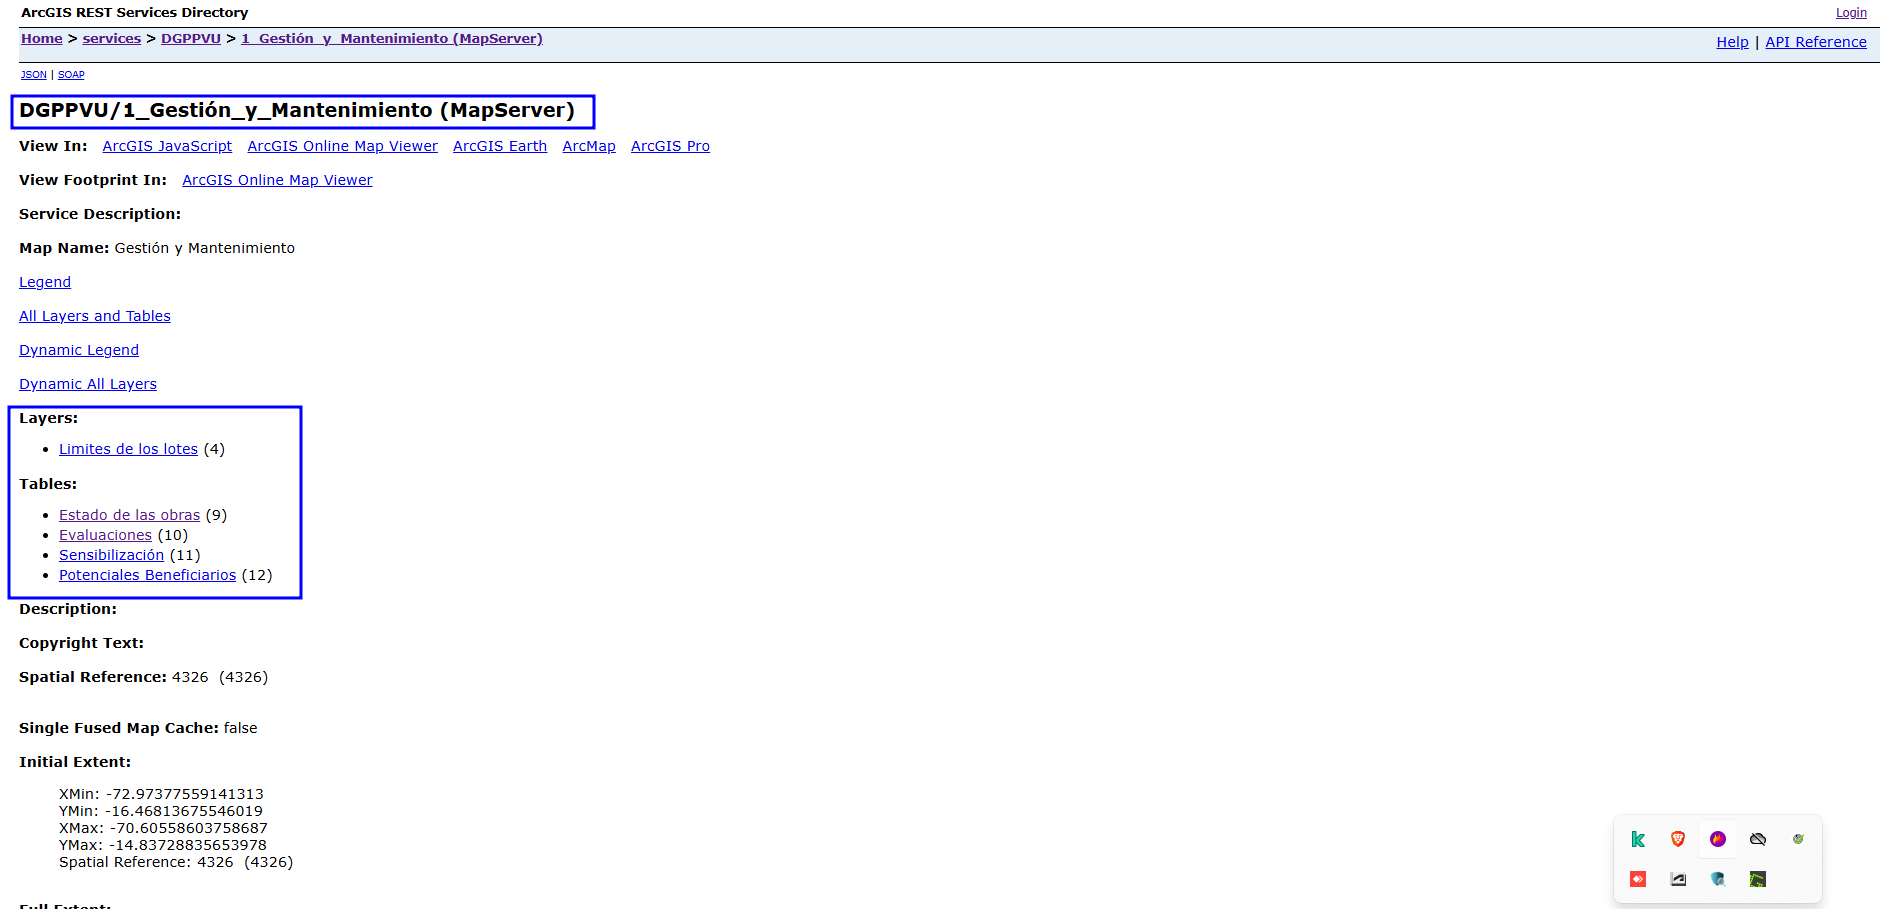 ArcGIS REST Services Directory
Login
Home > services > DGPPVU > 1_Gestión_y_Mantenimiento (MapServer)
Help | API Reference
JSON | SOAP
DGPPVU/1_Gestión_y_Mantenimiento (MapServer)
View In: ArcGIS JavaScript ArcGIS Online Map Viewer ArcGIS Earth ArcMap ArcGIS Pro
View Footprint In: ArcGIS Online Map Viewer
Service Description:
Map Name: Gestión y Mantenimiento
Legend
All Layers and Tables
Dynamic Legend
Dynamic All Layers
Layers:
• Limites de los lotes (4)
Tables:
• Estado de las obras (9)
• Evaluaciones (10)
• Sensibilización (11)
• Potenciales Beneficiarios (12)
Description:
Copyright Text:
Spatial Reference: 4326 (4326)
Single Fused Map Cache: false
Initial Extent:
XMin: -72.97377559141313
YMin: -16.46813675546019
XMax: -70.60558603758687
YMax: -14.83728835653978
Spatial Reference: 4326 (4326)
Full Extent: